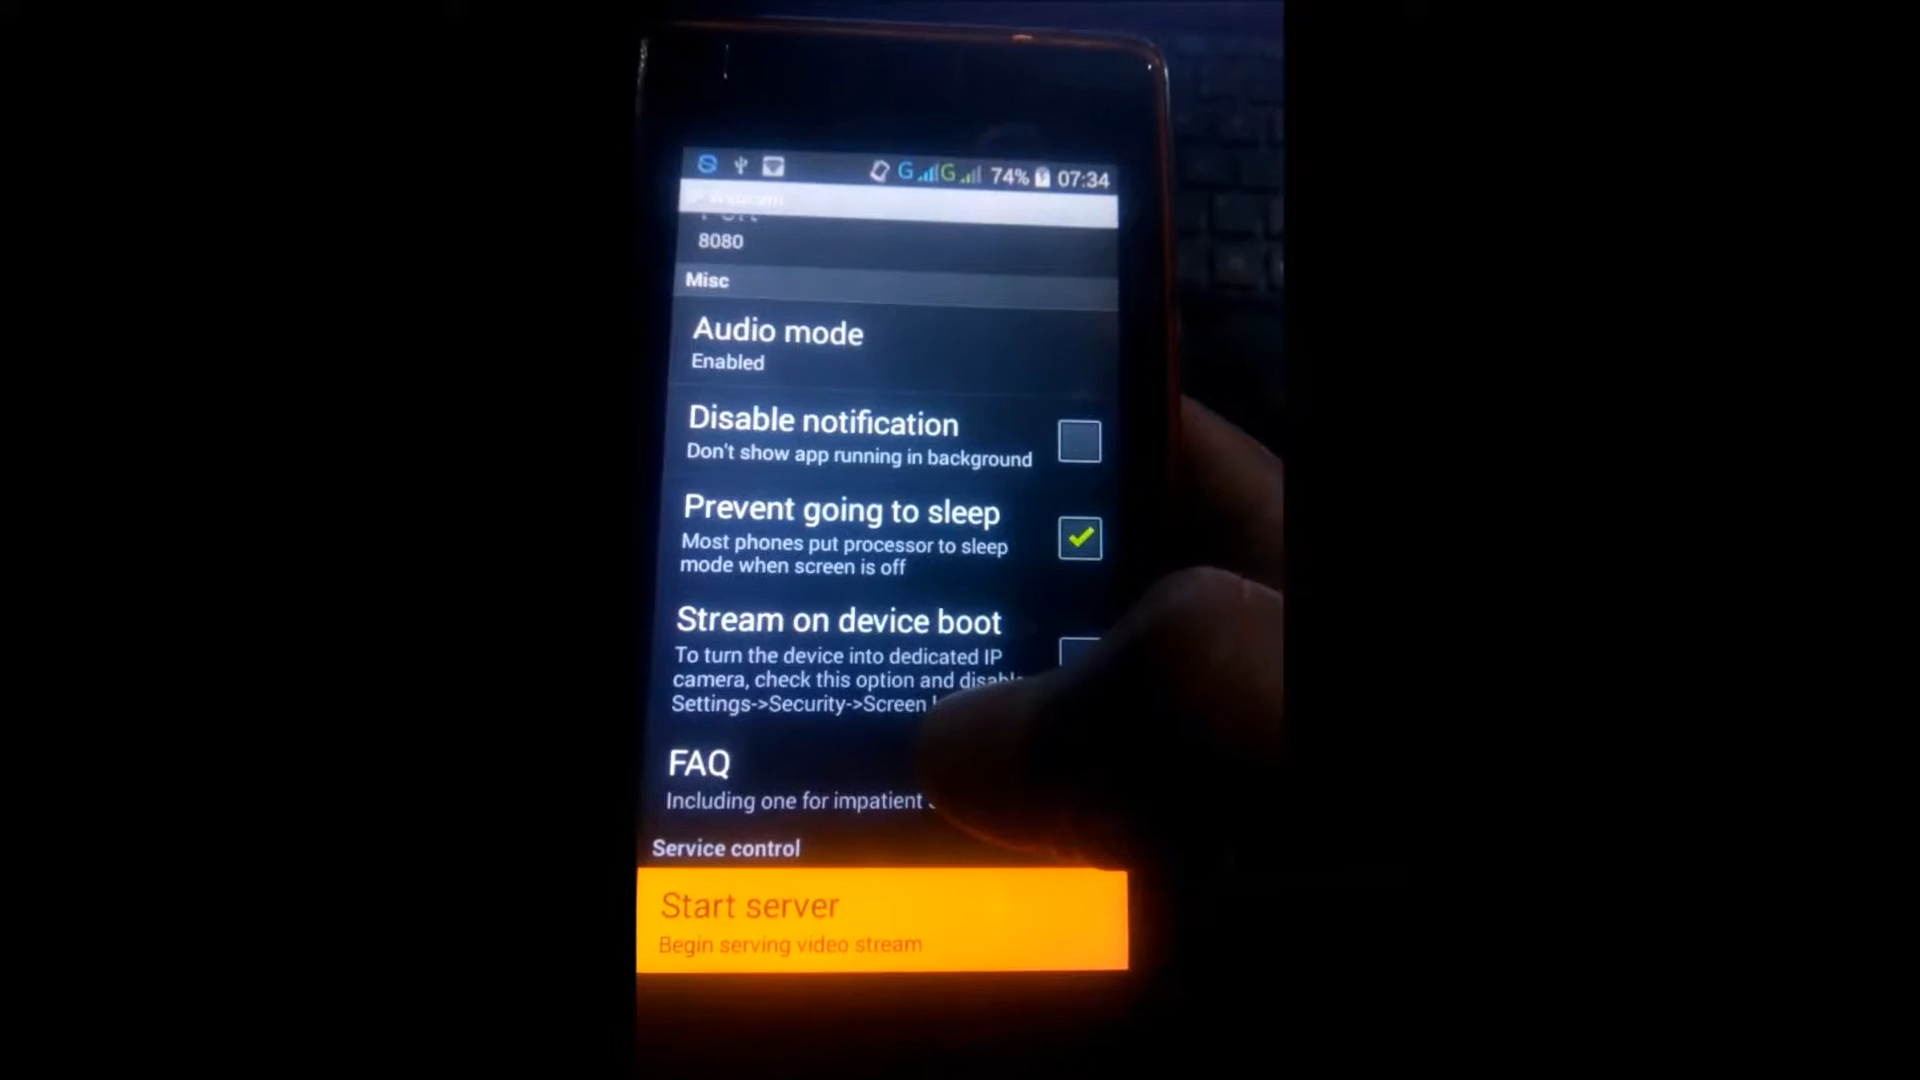 G G 74% 07:34
8080
Misc
Audio mode
Enabled
Disable notification
Don't show app running in background
Prevent going to sleep
Most phones put processor to sleep
mode when screen is off
Stream on device boot
To turn the device into dedicated IP
camera, check this option and
Settings->Security->Screen
FAQ
Including one for impatient
Service control
Start server
Begin serving video stream